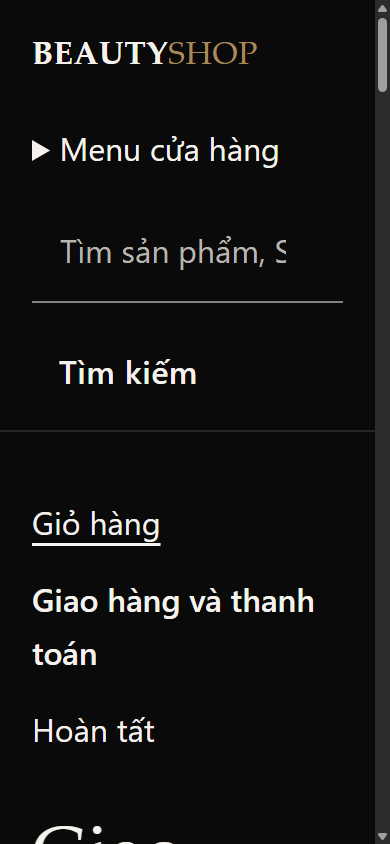 BEAUTYSHOP
Menu cửa hàng
Tìm sản phẩm, S
Tìm kiếm
Giỏ hàng
Giao hàng và thanh
toán
Hoàn tất